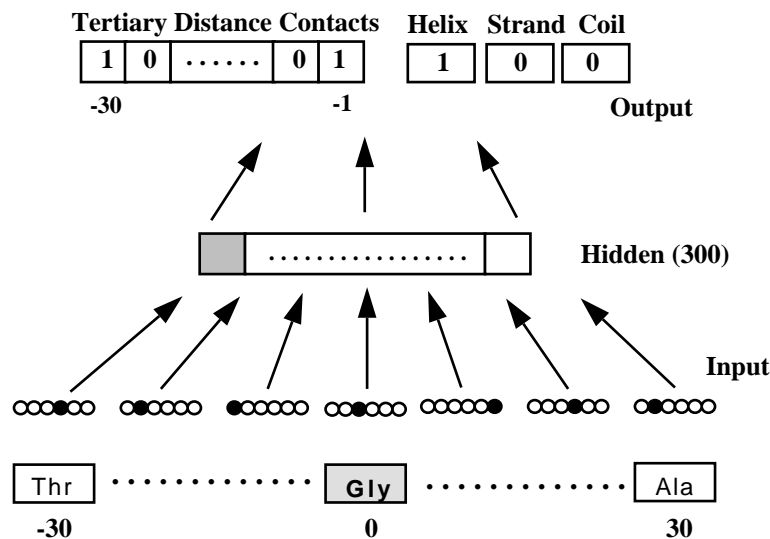 Tertiary Distance Contacts Helix Strand Coil
1 0 ...... 0 1 1 0 0
-30 -1 Output
................. Hidden (300)
Input
Thr ............... Gly ............... Ala
-30 0 30